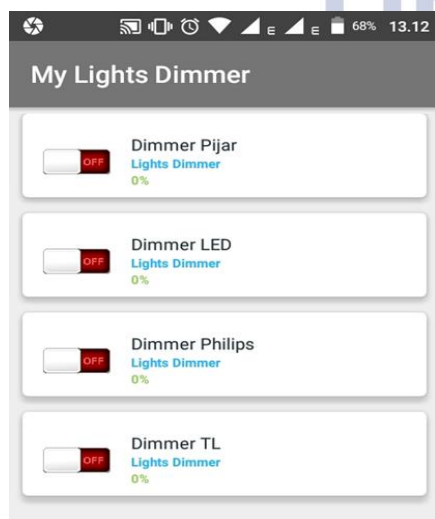 E E 68% 13.12
My Lights Dimmer
OFF
Dimmer Pijar
Lights Dimmer
0%
OFF
Dimmer LED
Lights Dimmer
0%
OFF
Dimmer Philips
Lights Dimmer
0%
OFF
Dimmer TL
Lights Dimmer
0%